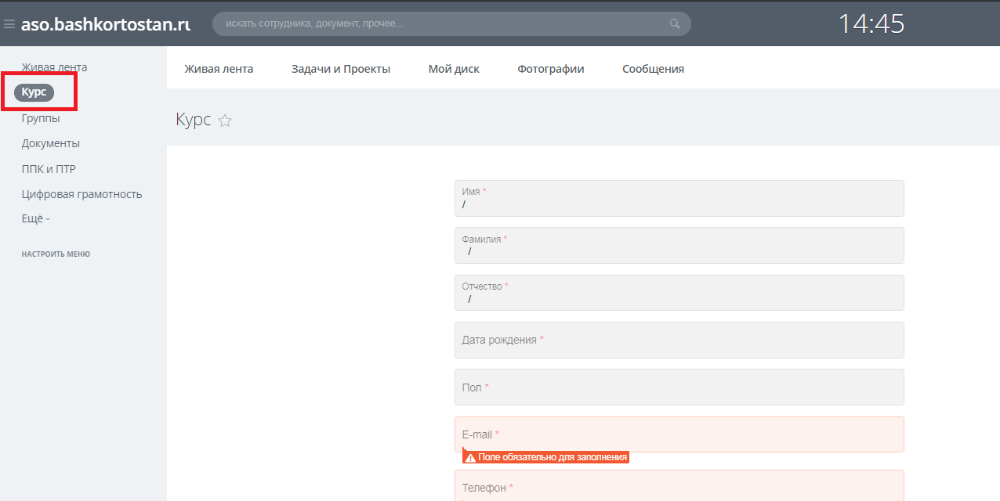 aso.bashkortostan.ru
искать сотрудника, документ, прочее...
14:45
Живая лента
Курс
Группы
Документы
ППК и ПТР
Цифровая грамотность
Ещё
НАСТРОИТЬ МЕНЮ
Живая лента Задачи и Проекты Мой диск Фотографии Сообщения
Курс
Имя *
/
Фамилия *
/
Отчество *
/
Дата рождения *
Пол *
E-mail *
Поле обязательно для заполнения
Телефон *